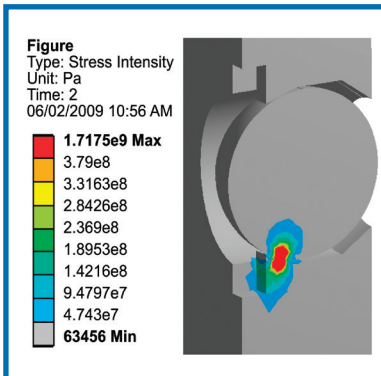 Figure
Type: Stress Intensity
Unit: Pa
Time: 2
06/02/2009 10:56 AM
1.7175e9 Max
3.79e8
3.3163e8
2.8426e8
2.369e8
1.8953e8
1.4216e8
9.4797e7
4.743e7
63456 Min